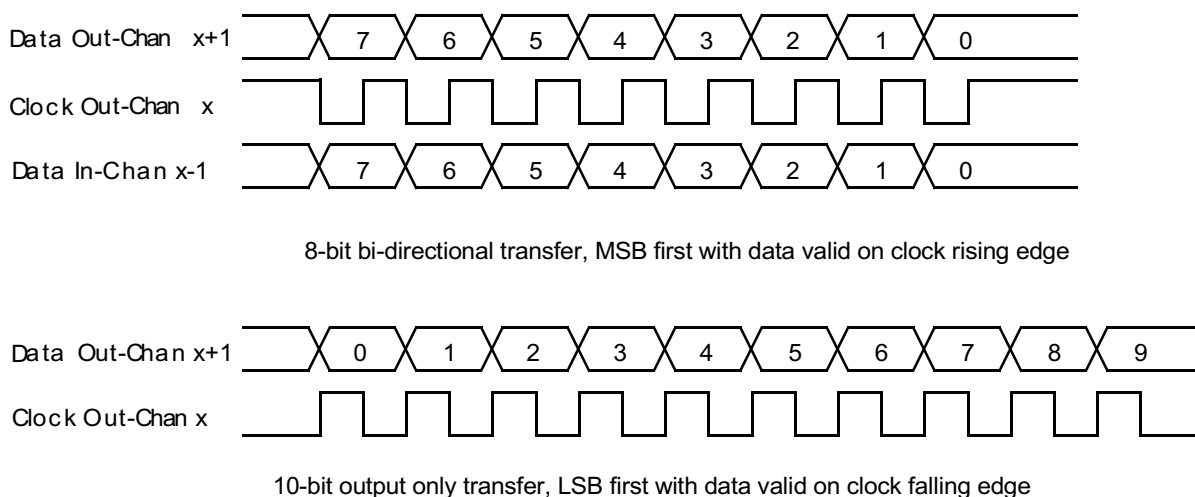 Data Out-Chan x+1 7 6 5 4 3 2 1 0
Clock Out-Chan x
Data In-Chan x-1 7 6 5 4 3 2 1 0
8-bit bi-directional transfer, MSB first with data valid on clock rising edge
Data Out-Chan x+1 0 1 2 3 4 5 6 7 8 9
Clock Out-Chan x
10-bit output only transfer, LSB first with data valid on clock falling edge